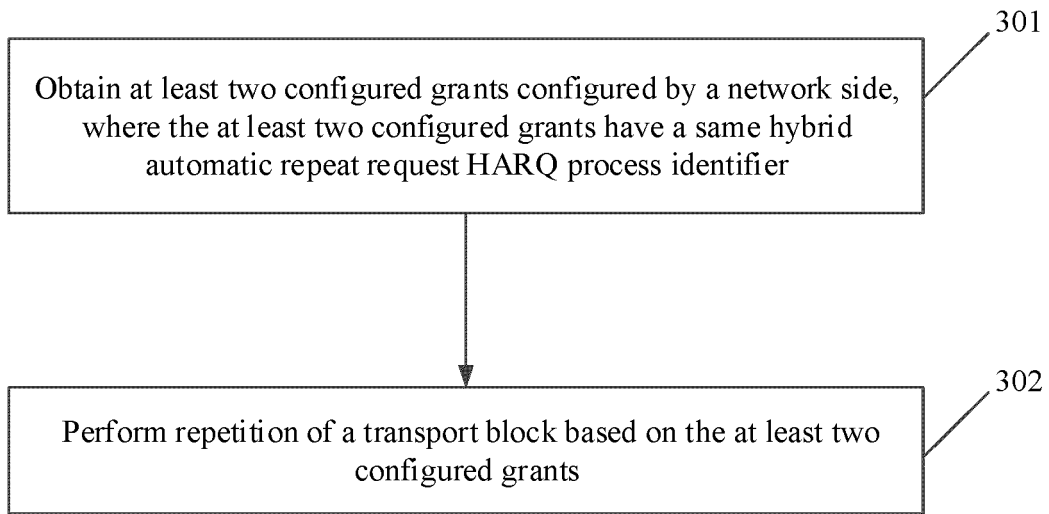 301
Obtain at least two configured grants configured by a network side,
where the at least two configured grants have a same hybrid
automatic repeat request HARQ process identifier
302
Perform repetition of a transport block based on the at least two
configured grants